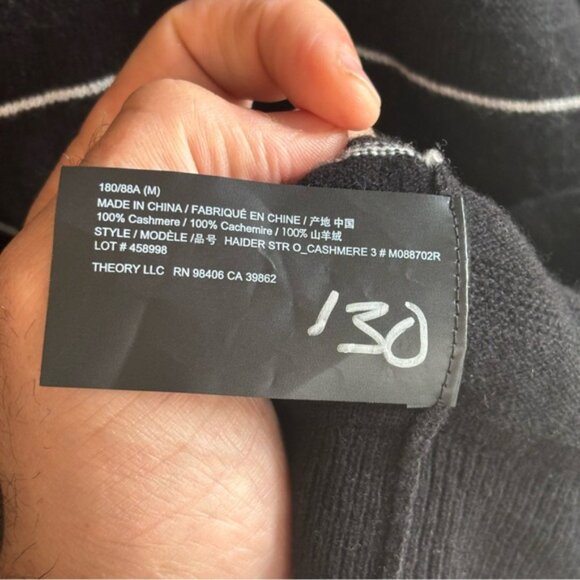 180/88A (M)
MADE IN CHINA / FABRIQUÉ EN CHINE / 产地 中国
100% Cashmere / 100% Cachemire / 100% 山羊绒
STYLE / MODÈLE /品号 HAIDER STR O_CASHMERE 3 # M088702R
LOT # 458998
THEORY LLC RN 98406 CA 39862
130